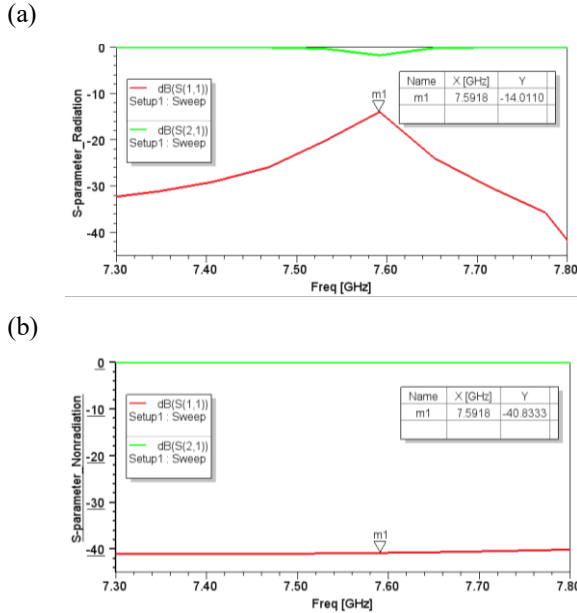 (a)
0
-10
-20
-30
-40
S-parameter_Radiation
dB(S(1,1))
Setup1 : Sweep
dB(S(2,1))
Setup1 : Sweep
m1
Name X [GHz] Y
m1 7.5918 -14.0110
7.30 7.40 7.50 7.60 7.70 7.80
Freq [GHz]
(b)
0
-10
-20
-30
-40
S-parameter_Nonradiation
dB(S(1,1))
Setup1 : Sweep
dB(S(2,1))
Setup1 : Sweep
Name X [GHz] Y
m1 7.5918 -40.8333
m1
7.30 7.40 7.50 7.60 7.70 7.80
Freq [GHz]